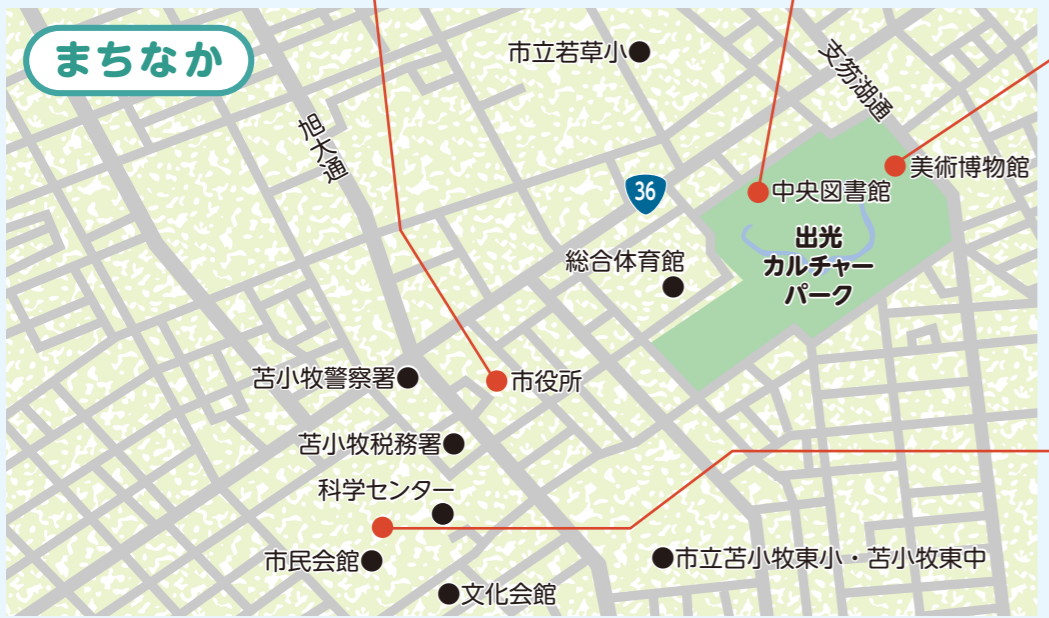 まちなか
市立若草小
支笏湖通
旭大通
美術博物館
36
中央図書館
出光
カルチャー
パーク
総合体育館
苫小牧警察署
市役所
苫小牧税務署
科学センター
市民会館
市立苫小牧東小・苫小牧東中
文化会館